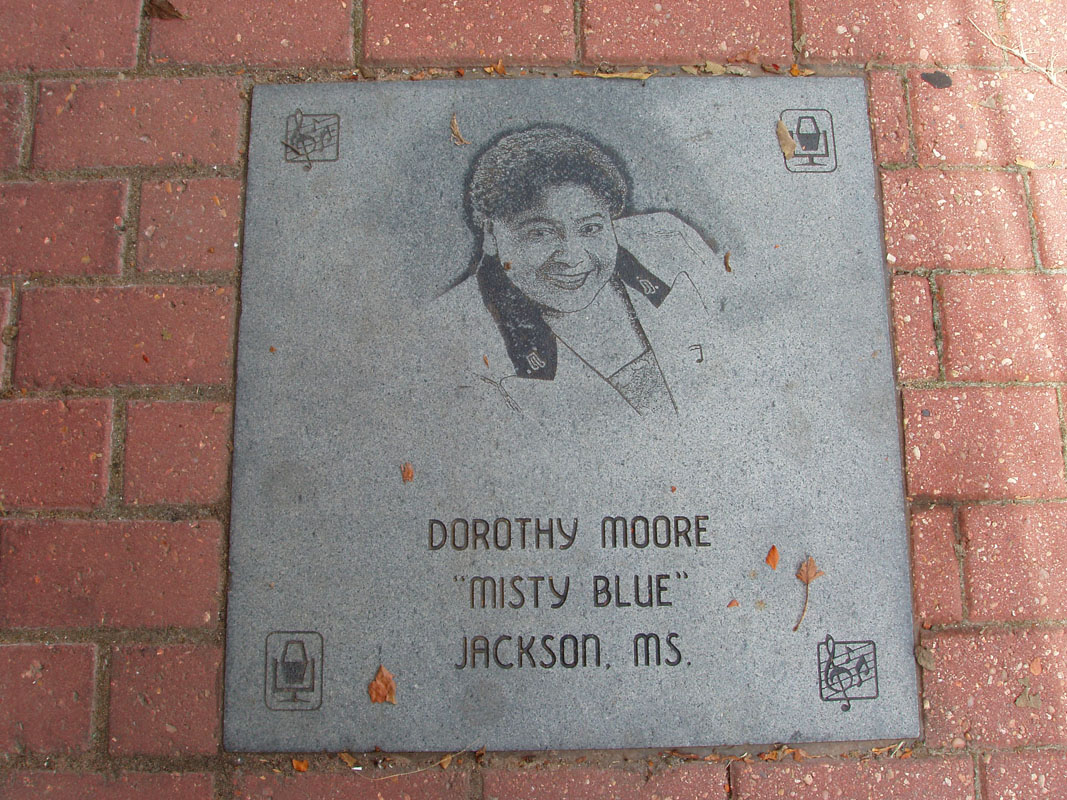 DOROTHY MOORE
"MISTY BLUE"
JACKSON, MS.